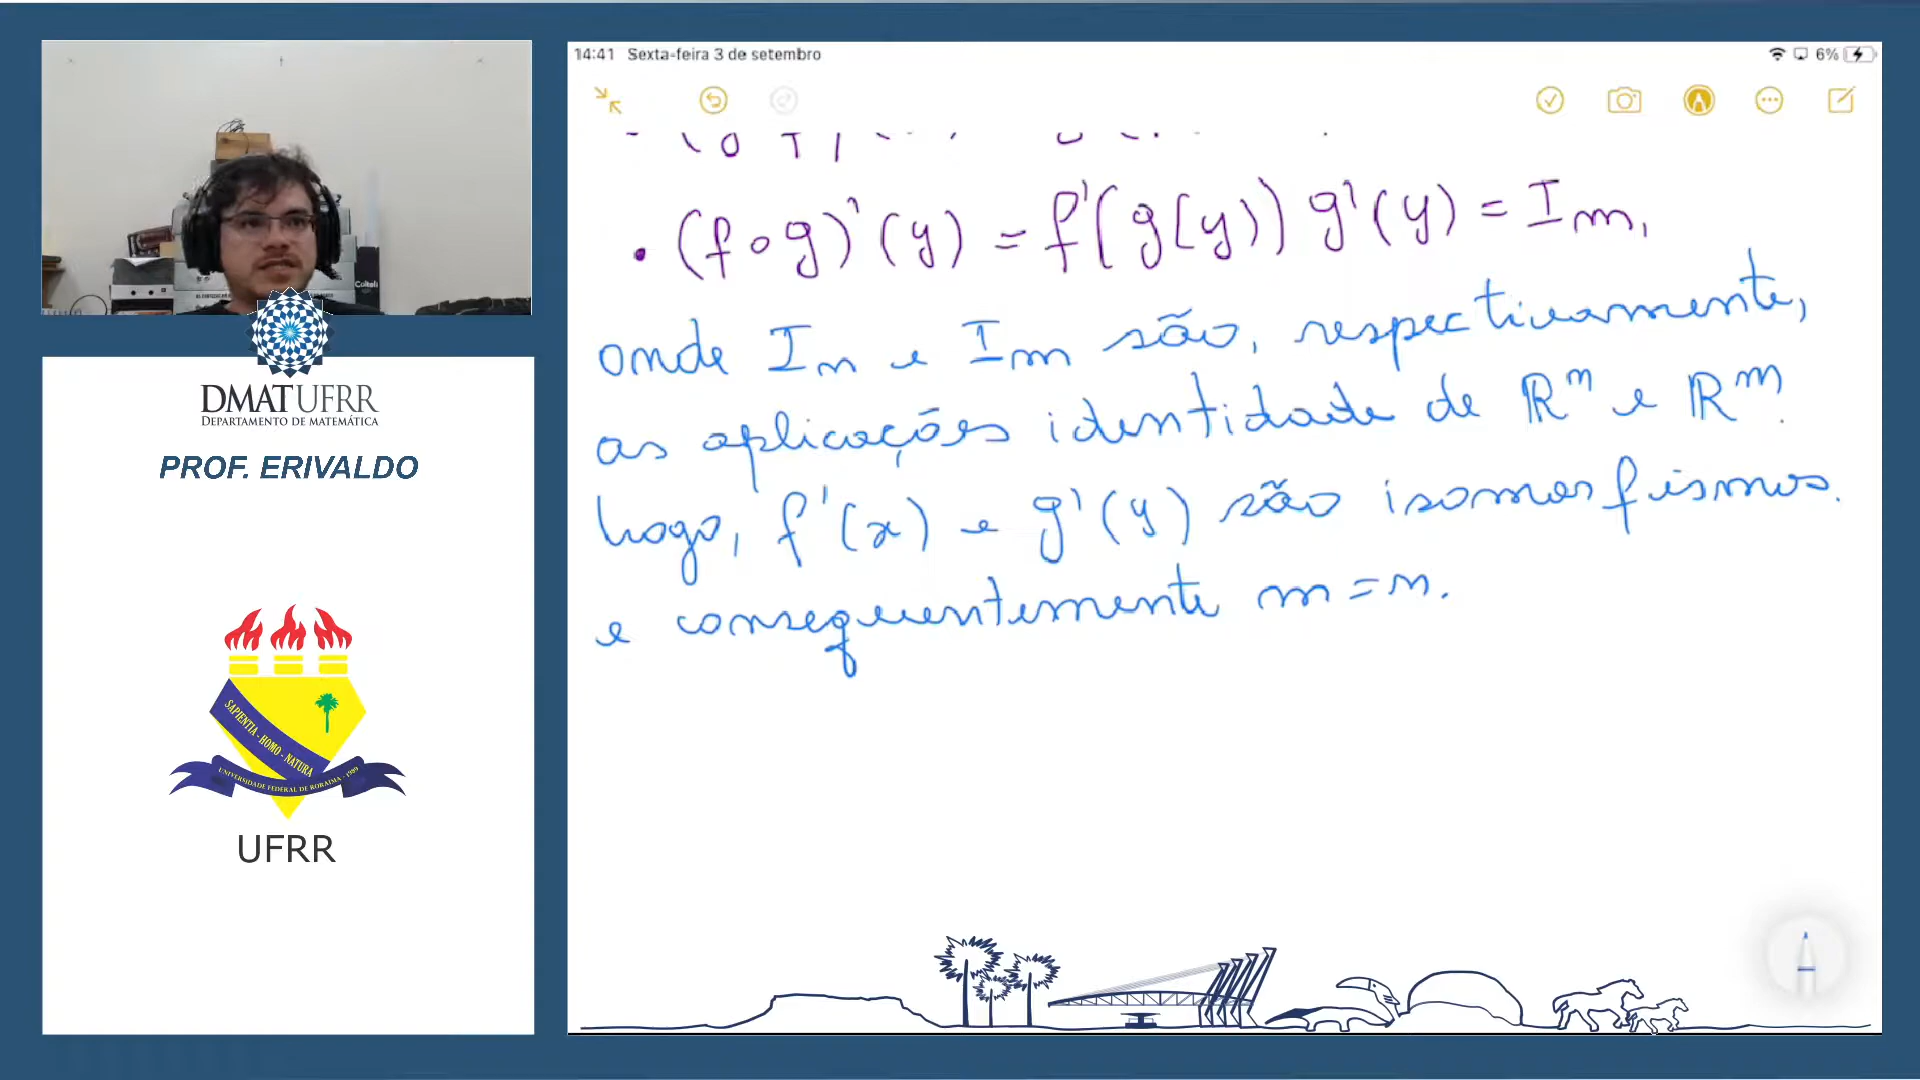 14:41 Sexta-feira 3 de setembro
6%
• (f∘g)'(y) = f'(g(y)) g'(y) = Im,
onde In e Im são, respectivamente,
as aplicações identidade de ℝⁿ e ℝᵐ.
Logo, f'(x) e g'(y) são isomorfismos.
e consequentemente m = n.
Coltali
DMATUFRR
DEPARTAMENTO DE MATEMÁTICA
PROF. ERIVALDO
SAPIENTIA - HOMO - NATURA
UNIVERSIDADE FEDERAL DE RORAIMA - 1989
UFRR